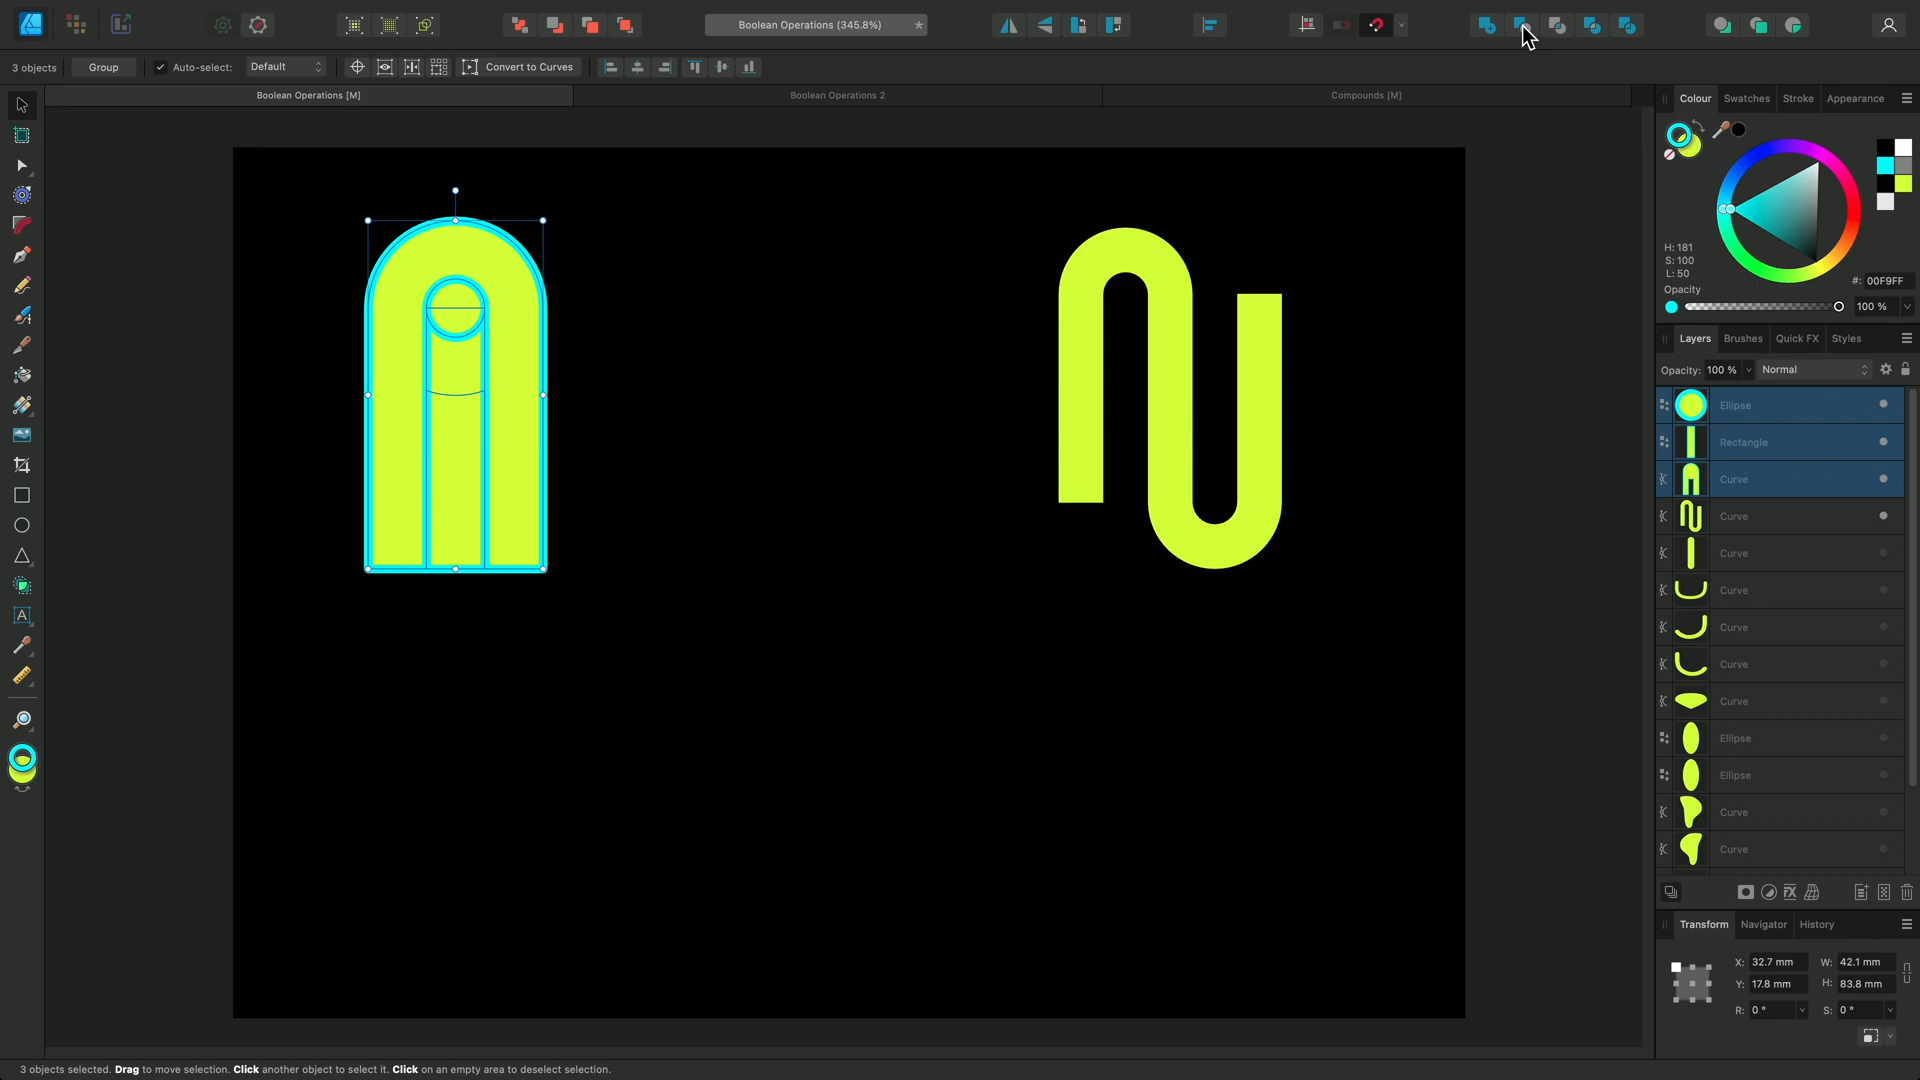 Boolean Operations (345.8%)
3 objects
Group
Auto-select:
Default
Convert to Curves
Boolean Operations [M]
Boolean Operations 2
Compounds [M]
Colour
Swatches
Stroke
Appearance
H: 181
S: 100
L: 50
#: 00F9FF
Opacity
100 %
Layers
Brushes
Quick FX
Styles
Opacity: 100 %
Normal
Ellipse
Rectangle
Curve
Curve
Curve
Curve
Curve
Curve
Curve
Ellipse
Ellipse
Curve
Curve
Transform
Navigator
History
X: 32.7 mm
W: 42.1 mm
Y: 17.8 mm
H: 83.8 mm
R: 0 °
S: 0 °
3 objects selected. Drag to move selection. Click another object to select it. Click on an empty area to deselect selection.